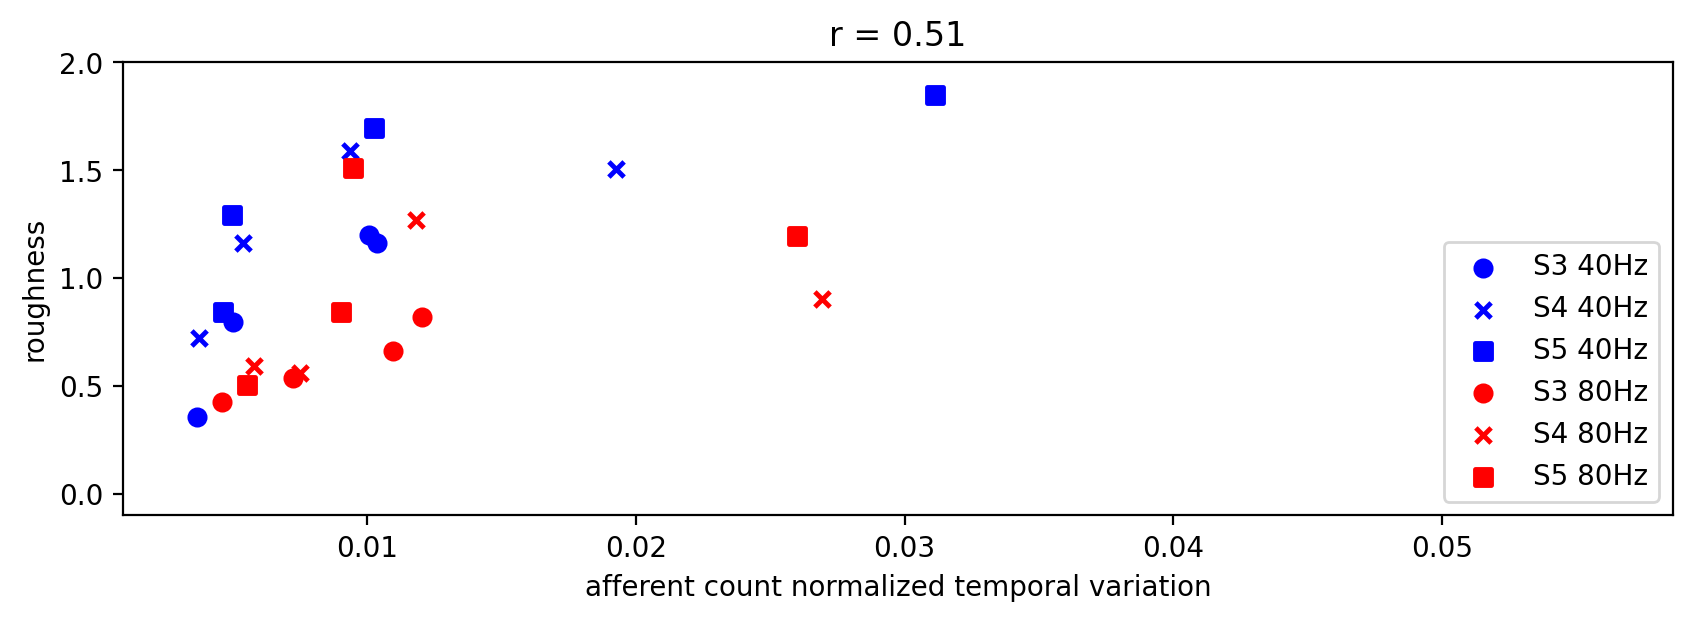 r = 0.51
2.0
1.5
1.0
0.5
0.0
roughness
S3 40Hz
S4 40Hz
S5 40Hz
S3 80Hz
S4 80Hz
S5 80Hz
0.01 0.02 0.03 0.04 0.05
afferent count normalized temporal variation